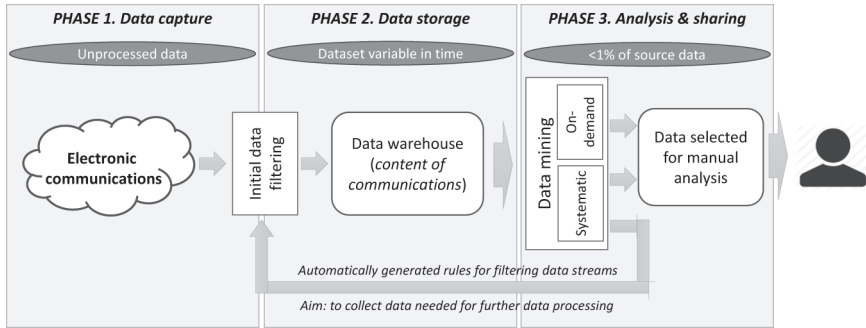 PHASE 1. Data capture
PHASE 2. Data storage
PHASE 3. Analysis & sharing
Unprocessed data
Dataset variable in time
<1% of source data
Electronic
communications
Initial data
filtering
Data warehouse
(content of
communications)
Data mining
On-
demand
Systematic
Data selected
for manual
analysis
Automatically generated rules for filtering data streams
Aim: to collect data needed for further data processing